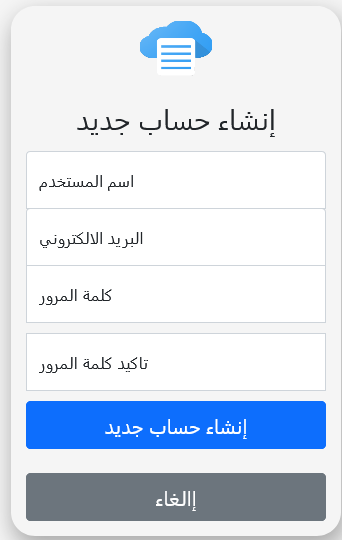 إنشاء حساب جديد
اسم المستخدم
البريد الالكتروني
كلمة المرور
تاكيد كلمة المرور
إنشاء حساب جديد
إالغاء